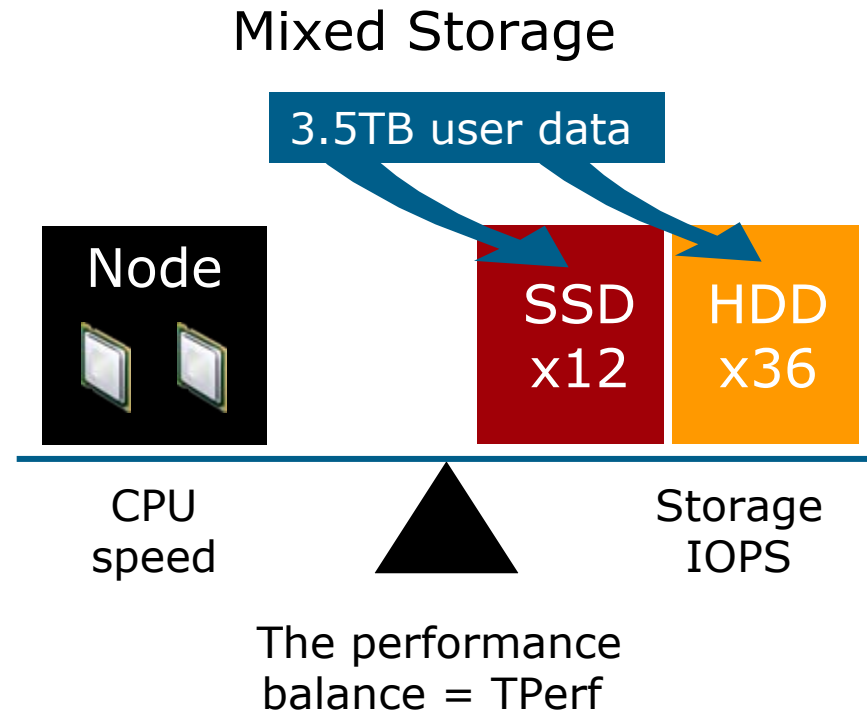 Mixed Storage
3.5TB user data
Node
SSD
x12
HDD
x36
CPU
speed
Storage
IOPS
The performance
balance = TPerf